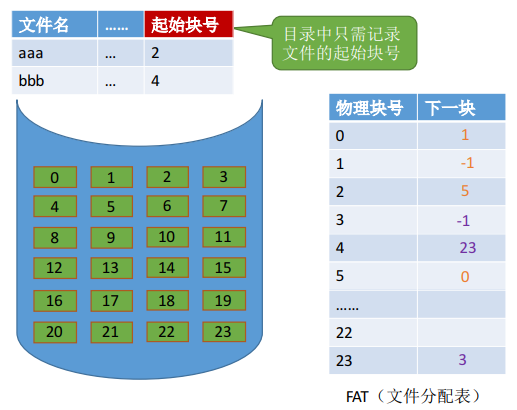 文件名 …… 起始块号
aaa … 2
bbb … 4
目录中只需记录
文件的起始块号
0 1 2 3
4 5 6 7
8 9 10 11
12 13 14 15
16 17 18 19
20 21 22 23
物理块号 下一块
0 1
1 -1
2 5
3 -1
4 23
5 0
……
22
23 3
FAT（文件分配表）